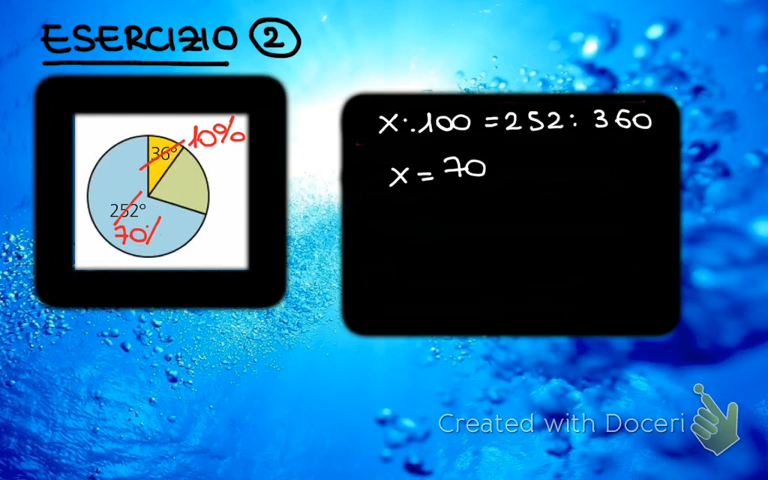 ESERCIZIO 2
36° 10%
252°
70%
x:100 = 252: 360
x = 70
Created with Doceri